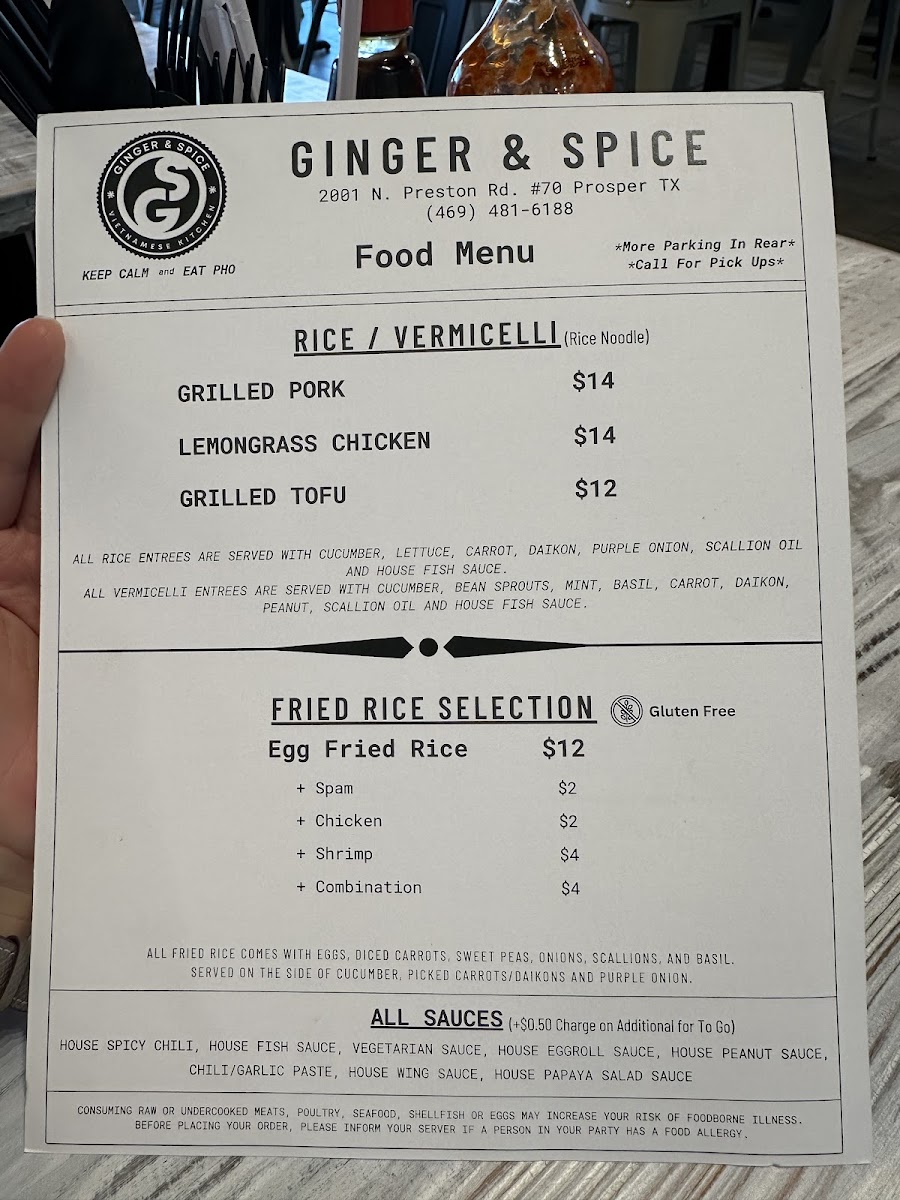 GINGER & SPICE
VIETNAMESE KITCHEN
GS
KEEP CALM and EAT PHO
GINGER & SPICE
2001 N. Preston Rd. #70 Prosper TX
(469) 481-6188
Food Menu
*More Parking In Rear*
*Call For Pick Ups*
RICE / VERMICELLI (Rice Noodle)
GRILLED PORK $14
LEMONGRASS CHICKEN $14
GRILLED TOFU $12
ALL RICE ENTREES ARE SERVED WITH CUCUMBER, LETTUCE, CARROT, DAIKON, PURPLE ONION, SCALLION OIL
AND HOUSE FISH SAUCE.
ALL VERMICELLI ENTREES ARE SERVED WITH CUCUMBER, BEAN SPROUTS, MINT, BASIL, CARROT, DAIKON,
PEANUT, SCALLION OIL AND HOUSE FISH SAUCE.
FRIED RICE SELECTION Gluten Free
Egg Fried Rice $12
+ Spam $2
+ Chicken $2
+ Shrimp $4
+ Combination $4
ALL FRIED RICE COMES WITH EGGS, DICED CARROTS, SWEET PEAS, ONIONS, SCALLIONS, AND BASIL.
SERVED ON THE SIDE OF CUCUMBER, PICKED CARROTS/DAIKONS AND PURPLE ONION.
ALL SAUCES (+$0.50 Charge on Additional for To Go)
HOUSE SPICY CHILI, HOUSE FISH SAUCE, VEGETARIAN SAUCE, HOUSE EGGROLL SAUCE, HOUSE PEANUT SAUCE,
CHILI/GARLIC PASTE, HOUSE WING SAUCE, HOUSE PAPAYA SALAD SAUCE
CONSUMING RAW OR UNDERCOOKED MEATS, POULTRY, SEAFOOD, SHELLFISH OR EGGS MAY INCREASE YOUR RISK OF FOODBORNE ILLNESS.
BEFORE PLACING YOUR ORDER, PLEASE INFORM YOUR SERVER IF A PERSON IN YOUR PARTY HAS A FOOD ALLERGY.